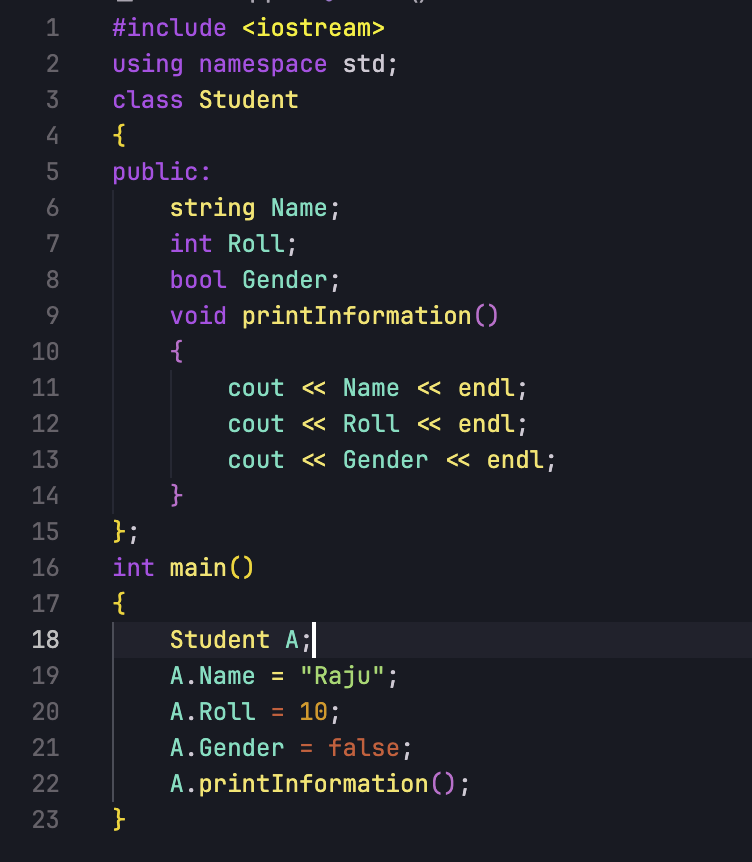 1 #include <iostream>
2 using namespace std;
3 class Student
4 {
5 public:
6     string Name;
7     int Roll;
8     bool Gender;
9     void printInformation()
10     {
11         cout << Name << endl;
12         cout << Roll << endl;
13         cout << Gender << endl;
14     }
15 };
16 int main()
17 {
18     Student A;
19     A.Name = "Raju";
20     A.Roll = 10;
21     A.Gender = false;
22     A.printInformation();
23 }